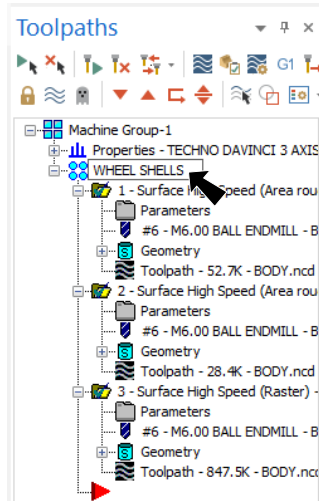 Toolpaths
G1
Machine Group-1
Properties - TECHNO DAVINCI 3 AXIS
WHEEL SHELLS
1 - Surface High Speed (Area rou
Parameters
#6 - M6.00 BALL ENDMILL - B
Geometry
Toolpath - 52.7K - BODY.ncd
2 - Surface High Speed (Area rou
Parameters
#6 - M6.00 BALL ENDMILL - B
Geometry
Toolpath - 28.4K - BODY.ncd
3 - Surface High Speed (Raster) -
Parameters
#6 - M6.00 BALL ENDMILL - B
Geometry
Toolpath - 847.5K - BODY.ncd